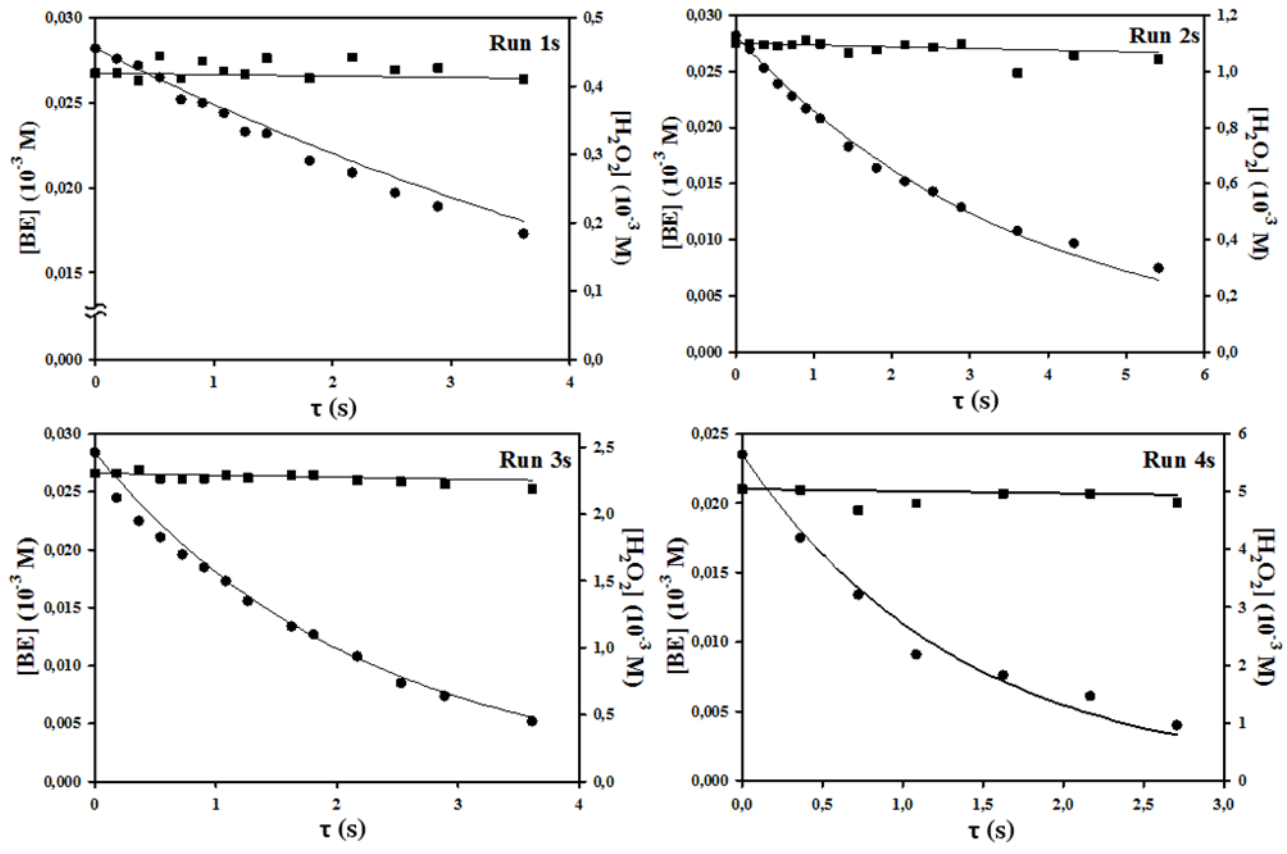 Run 1s
[BE] (10⁻³ M)
0,030
0,025
0,020
0,015
0,000
0,5
0,4
0,3
0,2
0,1
0,0
[H₂O₂] (10⁻³ M)
0 1 2 3 4
τ (s)
Run 2s
[BE] (10⁻³ M)
0,030
0,025
0,020
0,015
0,010
0,005
0,000
1,2
1,0
0,8
0,6
0,4
0,2
0,0
[H₂O₂] (10⁻³ M)
0 1 2 3 4 5 6
τ (s)
Run 3s
[BE] (10⁻³ M)
0,030
0,025
0,020
0,015
0,010
0,005
0,000
2,5
2,0
1,5
1,0
0,5
0,0
[H₂O₂] (10⁻³ M)
0 1 2 3 4
τ (s)
Run 4s
[BE] (10⁻³ M)
0,025
0,020
0,015
0,010
0,005
0,000
6
5
4
3
2
1
0
[H₂O₂] (10⁻³ M)
0,0 0,5 1,0 1,5 2,0 2,5 3,0
τ (s)